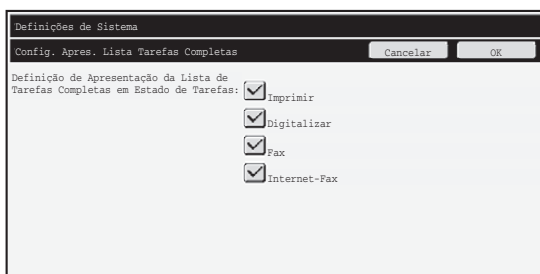 Definições de Sistema
Config. Apres. Lista Tarefas Completas
Cancelar
OK
Definição de Apresentação da Lista de
Tarefas Completas em Estado de Tarefas:
Imprimir
Digitalizar
Fax
Internet-Fax